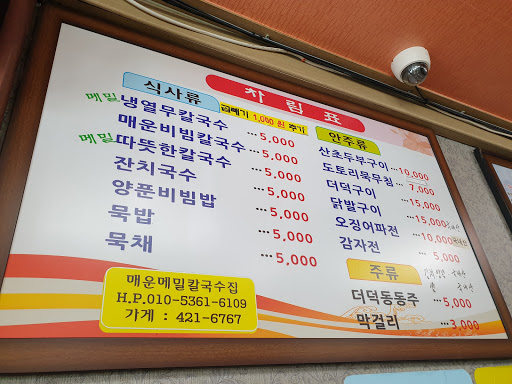 차림표
식사류
곱빼기 1,000 원 추가
메밀 냉열무칼국수 ··· 5,000
매운비빔칼국수 ··· 5,000
메밀 따뜻한칼국수 ··· 5,000
잔치국수 ··· 5,000
양푼비빔밥 ··· 5,000
묵밥 ··· 5,000
묵채 ··· 5,000
안주류
산초두부구이 ··· 10,000
도토리묵무침 ··· 7,000
더덕구이 ··· 15,000
닭발구이 ··· 15,000
오징어파전 ··· 10,000
감자전 ··· 5,000
주류
더덕동동주 ··· 5,000
막걸리 ··· 3,000
매운메밀칼국수집
H.P.010-5361-6109
가게 : 421-6767